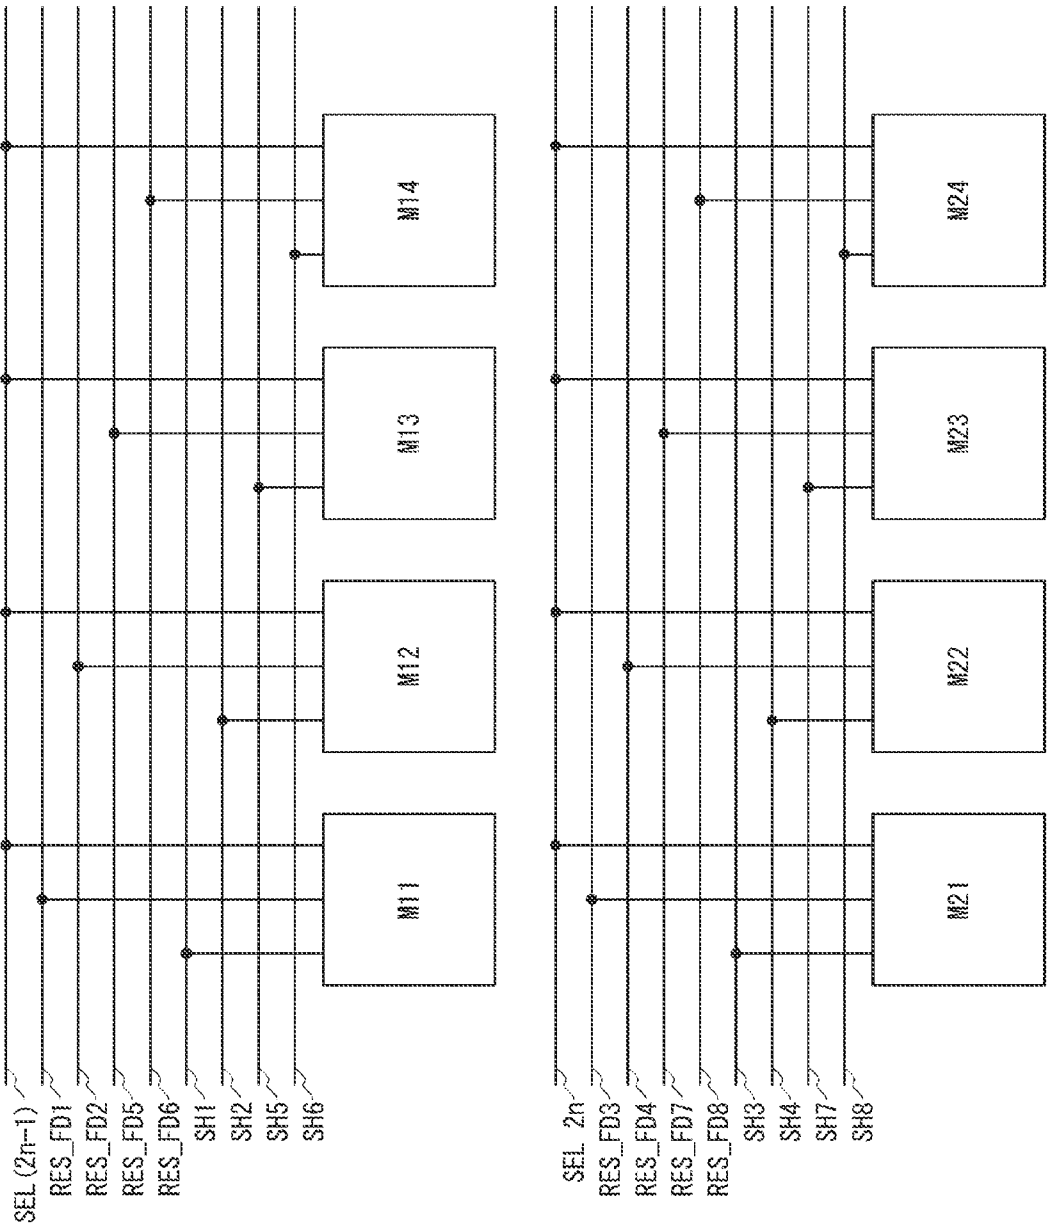 SEL (2n-1)
RES_FD1
RES_FD2
RES_FD5
RES_FD6
SH1
SH2
SH5
SH6
M11
M12
M13
M14
SEL 2n
RES_FD3
RES_FD4
RES_FD7
RES_FD8
SH3
SH4
SH7
SH8
M21
M22
M23
M24